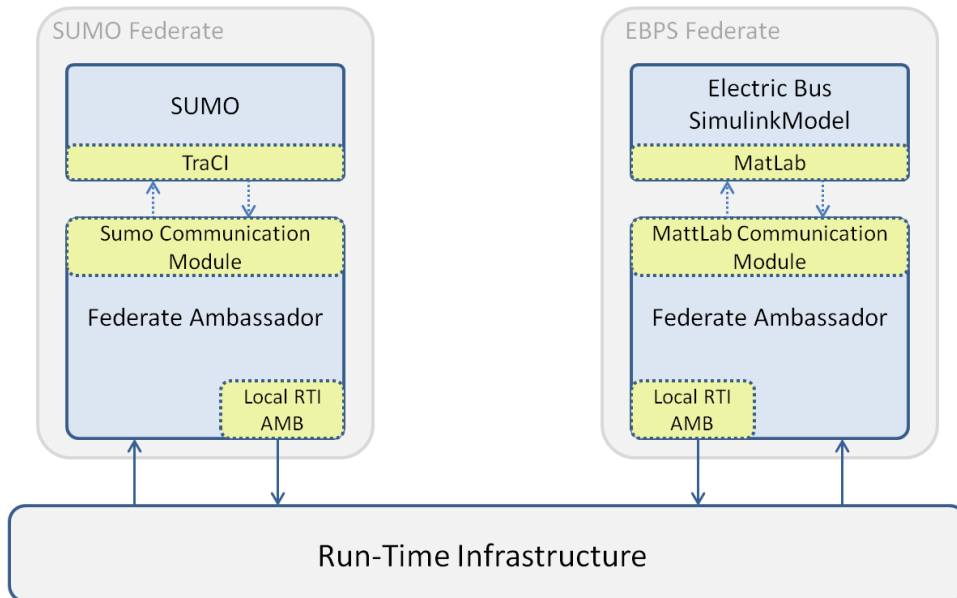 SUMO Federate
SUMO
TraCI
Sumo Communication
Module
Federate Ambassador
Local RTI
AMB
EBPS Federate
Electric Bus
SimulinkModel
MatLab
MattLab Communication
Module
Federate Ambassador
Local RTI
AMB
Run-Time Infrastructure